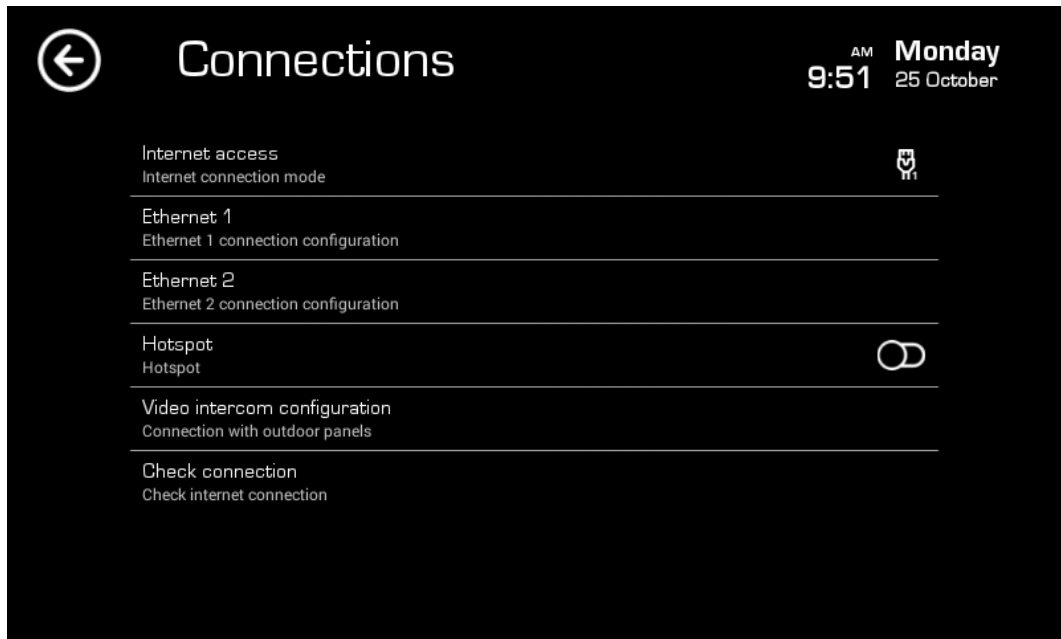 Connections
AM
9:51
Monday
25 October
Internet access
Internet connection mode
1
Ethernet 1
Ethernet 1 connection configuration
Ethernet 2
Ethernet 2 connection configuration
Hotspot
Hotspot
Video intercom configuration
Connection with outdoor panels
Check connection
Check internet connection